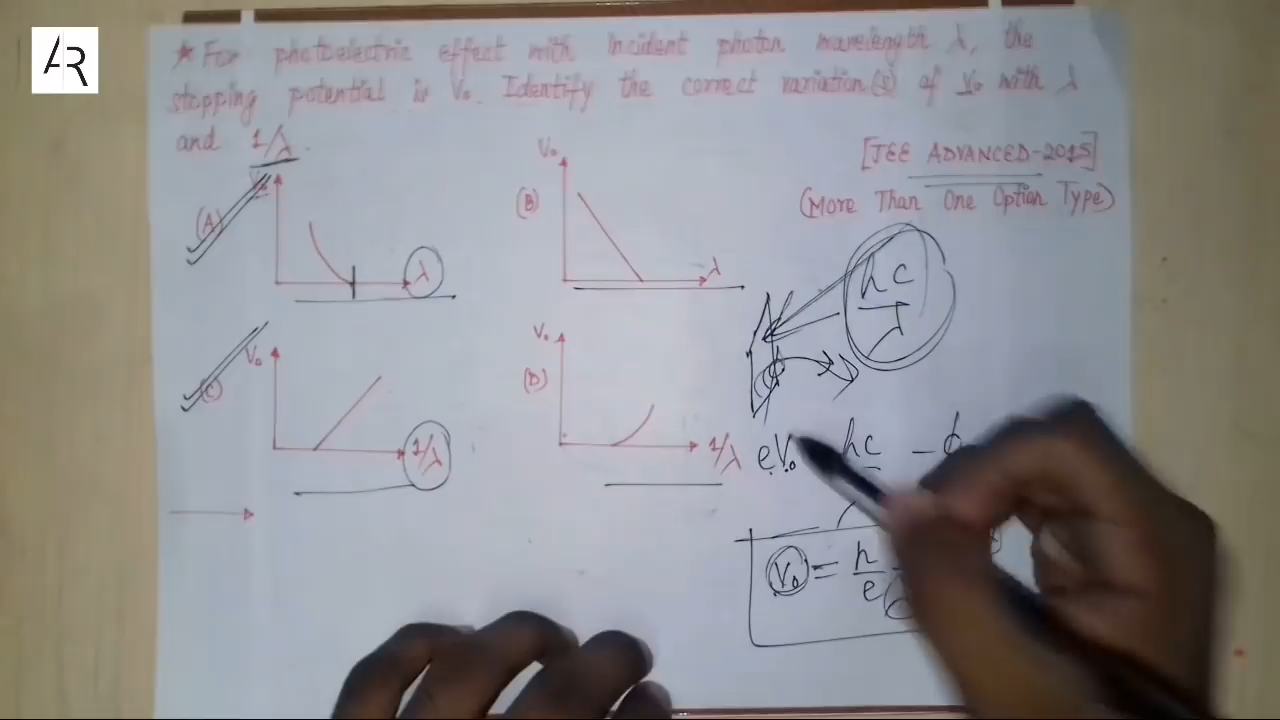 AR
* For photoelectric effect with incident photon wavelength λ, the
stopping potential is V₀. Identify the correct variation(s) of V₀ with λ
and 1/λ.
[JEE ADVANCED-2015]
(More Than One Option Type)
(A) V₀ λ
(B) V₀ λ
(C) V₀ 1/λ
(D) V₀ 1/λ
hc/λ
ϕ
eV₀ hc - ϕ
V₀ = h/e